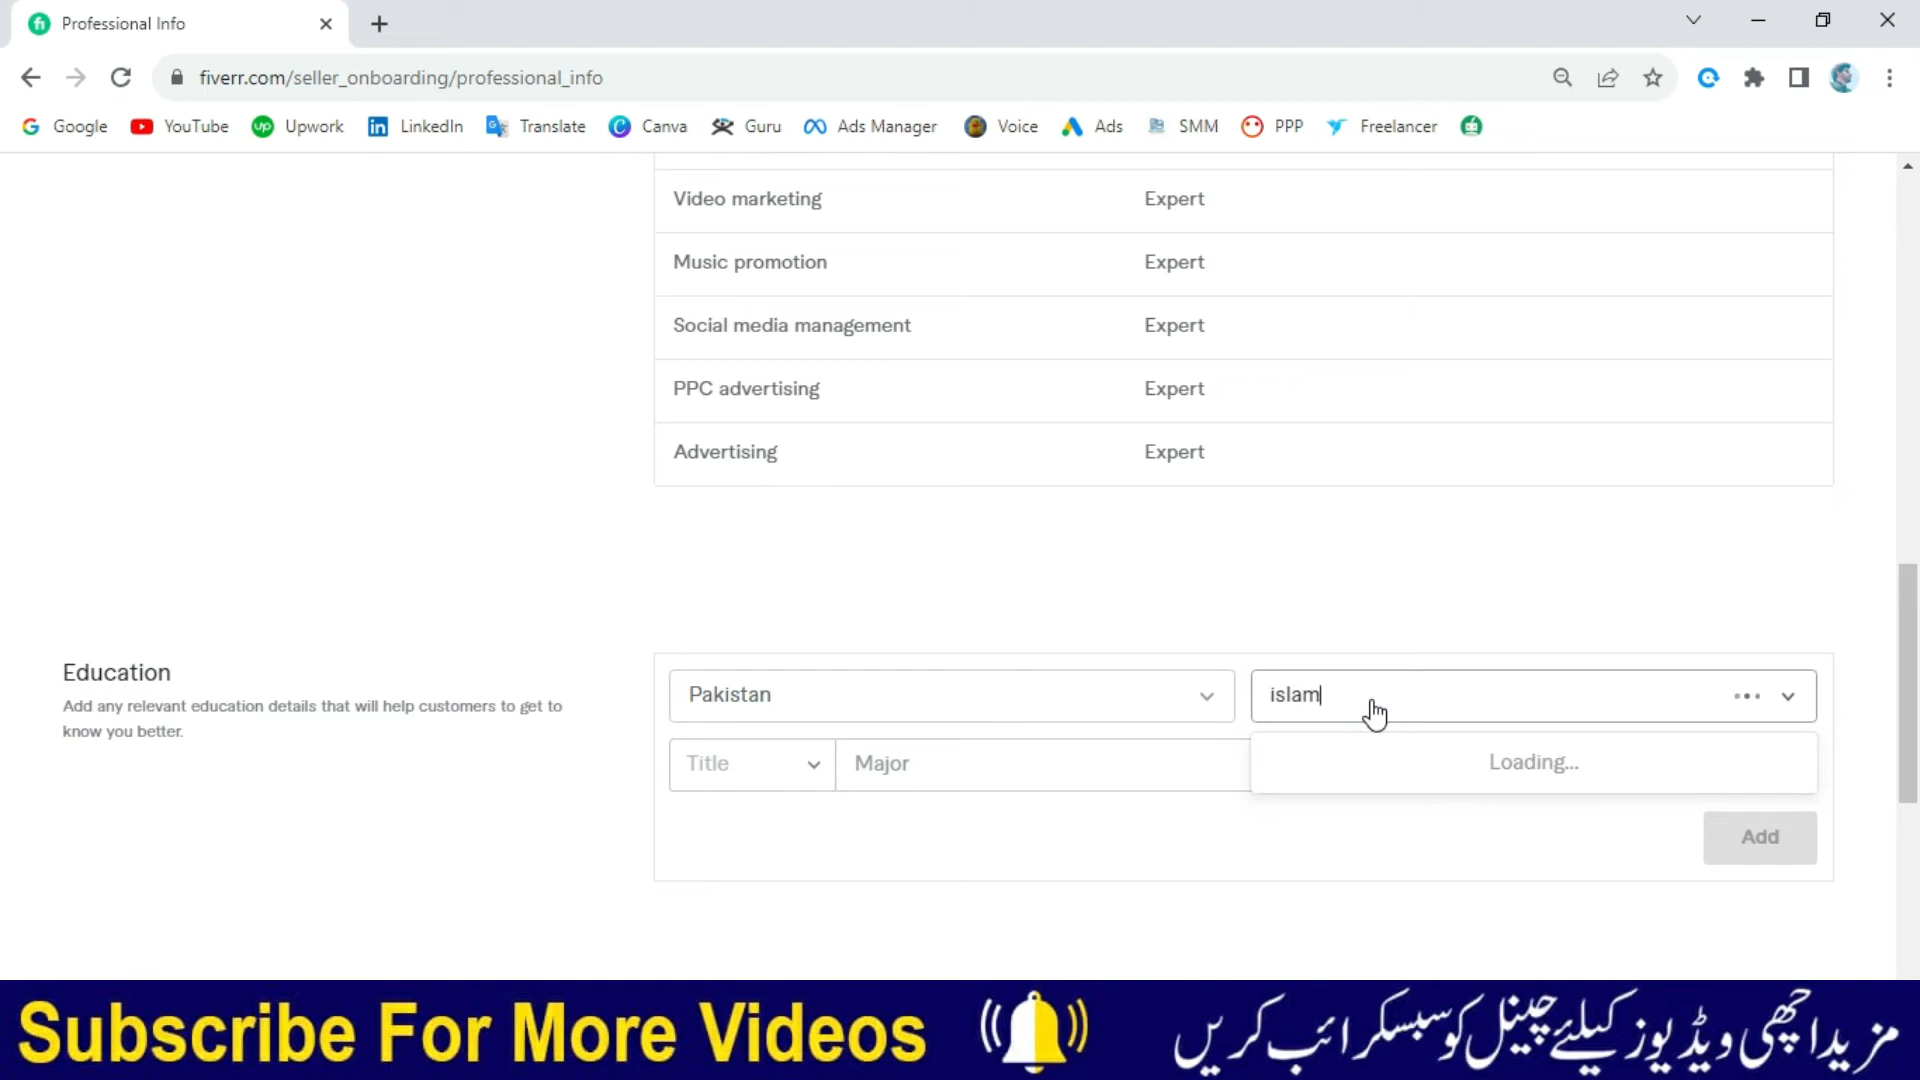 Professional Info
fiverr.com/seller_onboarding/professional_info
Google YouTube Upwork LinkedIn Translate Canva Guru Ads Manager Voice Ads SMM PPP Freelancer
Video marketing Expert
Music promotion Expert
Social media management Expert
PPC advertising Expert
Advertising Expert
Education
Add any relevant education details that will help customers to get to
know you better.
Pakistan islam
Title Major Loading...
Add
Subscribe For More Videos مزید اچھی ویڈیوز کیلئے چینل کو سبسکرائب کریں